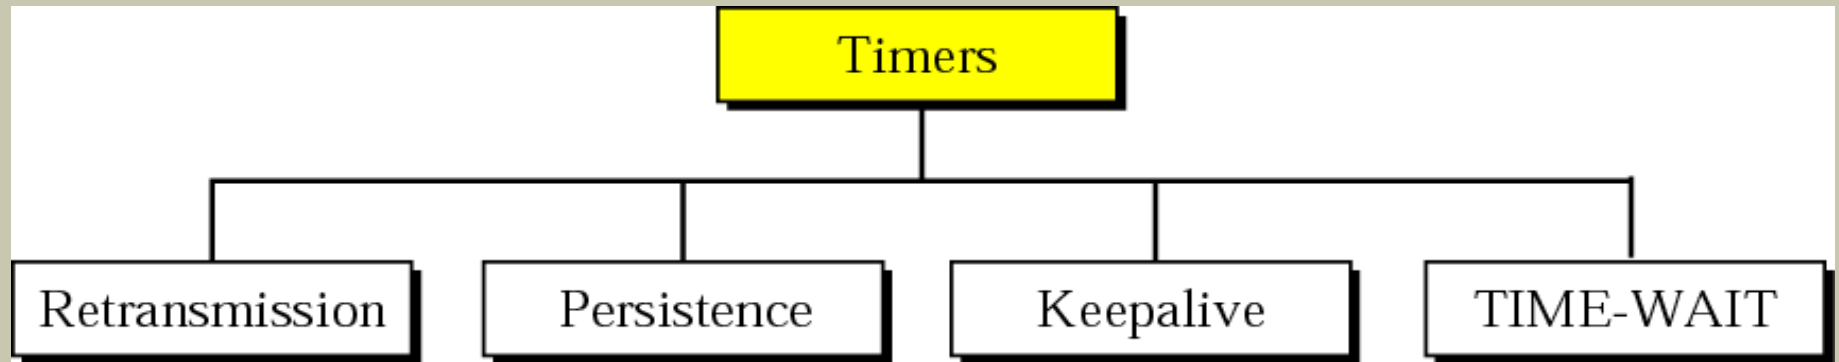 Timers
Retransmission
Persistence
Keepalive
TIME-WAIT